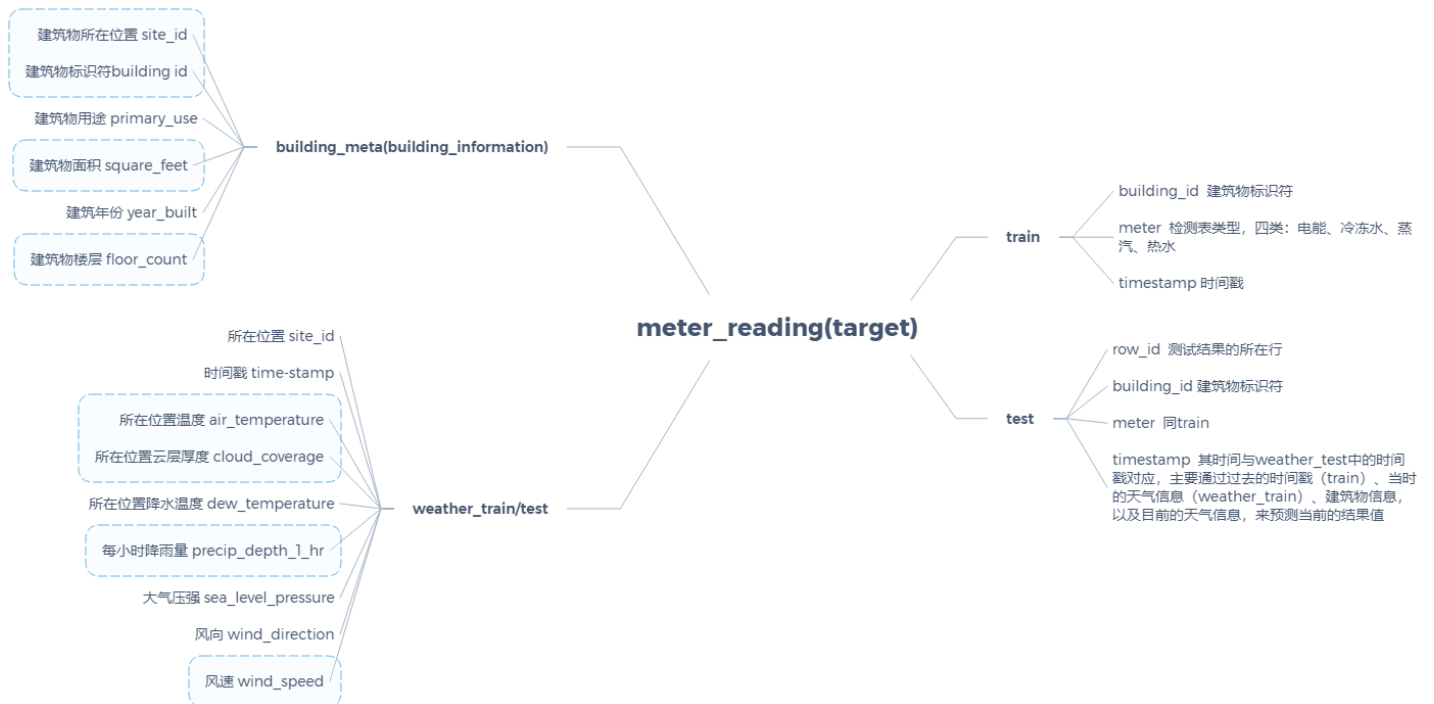 建筑物所在位置 site_id
建筑物标识符building id
建筑物用途 primary_use
建筑物面积 square_feet
建筑年份 year_built
建筑物楼层 floor_count
building_meta(building_information)
所在位置 site_id
时间戳 time-stamp
所在位置温度 air_temperature
所在位置云层厚度 cloud_coverage
所在位置降水温度 dew_temperature
每小时降雨量 precip_depth_1_hr
大气压强 sea_level_pressure
风向 wind_direction
风速 wind_speed
weather_train/test
meter_reading(target)
train
building_id 建筑物标识符
meter 检测表类型，四类：电能、冷冻水、蒸
汽、热水
timestamp 时间戳
test
row_id 测试结果的所在行
building_id 建筑物标识符
meter 同train
timestamp 其时间与weather_test中的时间
戳对应，主要通过过去的时间戳（train）、当时
的天气信息（weather_train）、建筑物信息，
以及目前的天气信息，来预测当前的结果值